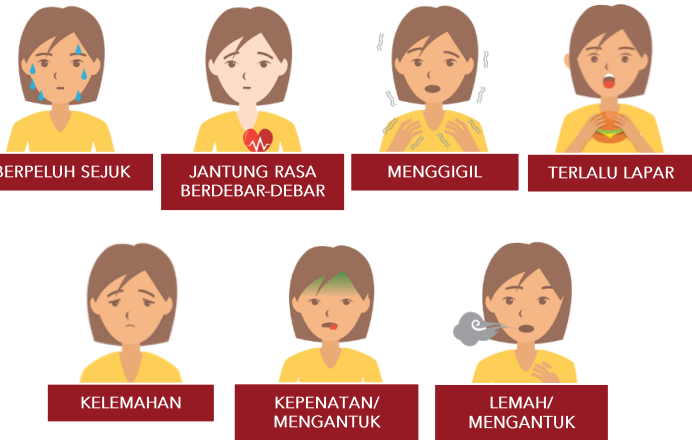 BERPELUH SEJUK
JANTUNG RASA
BERDEBAR-DEBAR
MENGGIGIL
TERLALU LAPAR
KELEMAHAN
KEPENATAN/
MENGANTUK
LEMAH/
MENGANTUK